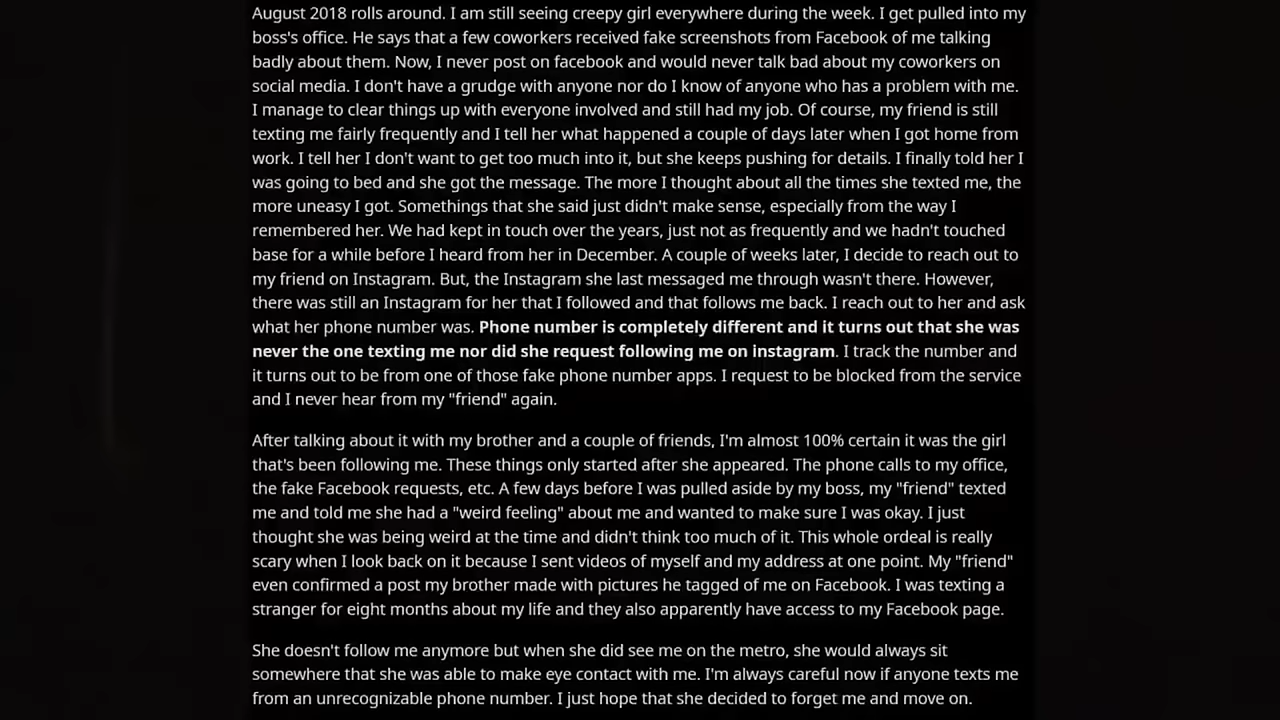 August 2018 rolls around. I am still seeing creepy girl everywhere during the week. I get pulled into my
boss's office. He says that a few coworkers received fake screenshots from Facebook of me talking
badly about them. Now, I never post on facebook and would never talk bad about my coworkers on
social media. I don't have a grudge with anyone nor do I know of anyone who has a problem with me.
I manage to clear things up with everyone involved and still had my job. Of course, my friend is still
texting me fairly frequently and I tell her what happened a couple of days later when I got home from
work. I tell her I don't want to get too much into it, but she keeps pushing for details. I finally told her I
was going to bed and she got the message. The more I thought about all the times she texted me, the
more uneasy I got. Somethings that she said just didn't make sense, especially from the way I
remembered her. We had kept in touch over the years, just not as frequently and we hadn't touched
base for a while before I heard from her in December. A couple of weeks later, I decide to reach out to
my friend on Instagram. But, the Instagram she last messaged me through wasn't there. However,
there was still an Instagram for her that I followed and that follows me back. I reach out to her and ask
what her phone number was. Phone number is completely different and it turns out that she was
never the one texting me nor did she request following me on instagram. I track the number and
it turns out to be from one of those fake phone number apps. I request to be blocked from the service
and I never hear from my "friend" again.
After talking about it with my brother and a couple of friends, I'm almost 100% certain it was the girl
that's been following me. These things only started after she appeared. The phone calls to my office,
the fake Facebook requests, etc. A few days before I was pulled aside by my boss, my "friend" texted
me and told me she had a "weird feeling" about me and wanted to make sure I was okay. I just
thought she was being weird at the time and didn't think too much of it. This whole ordeal is really
scary when I look back on it because I sent videos of myself and my address at one point. My "friend"
even confirmed a post my brother made with pictures he tagged of me on Facebook. I was texting a
stranger for eight months about my life and they also apparently have access to my Facebook page.
She doesn't follow me anymore but when she did see me on the metro, she would always sit
somewhere that she was able to make eye contact with me. I'm always careful now if anyone texts me
from an unrecognizable phone number. I just hope that she decided to forget me and move on.